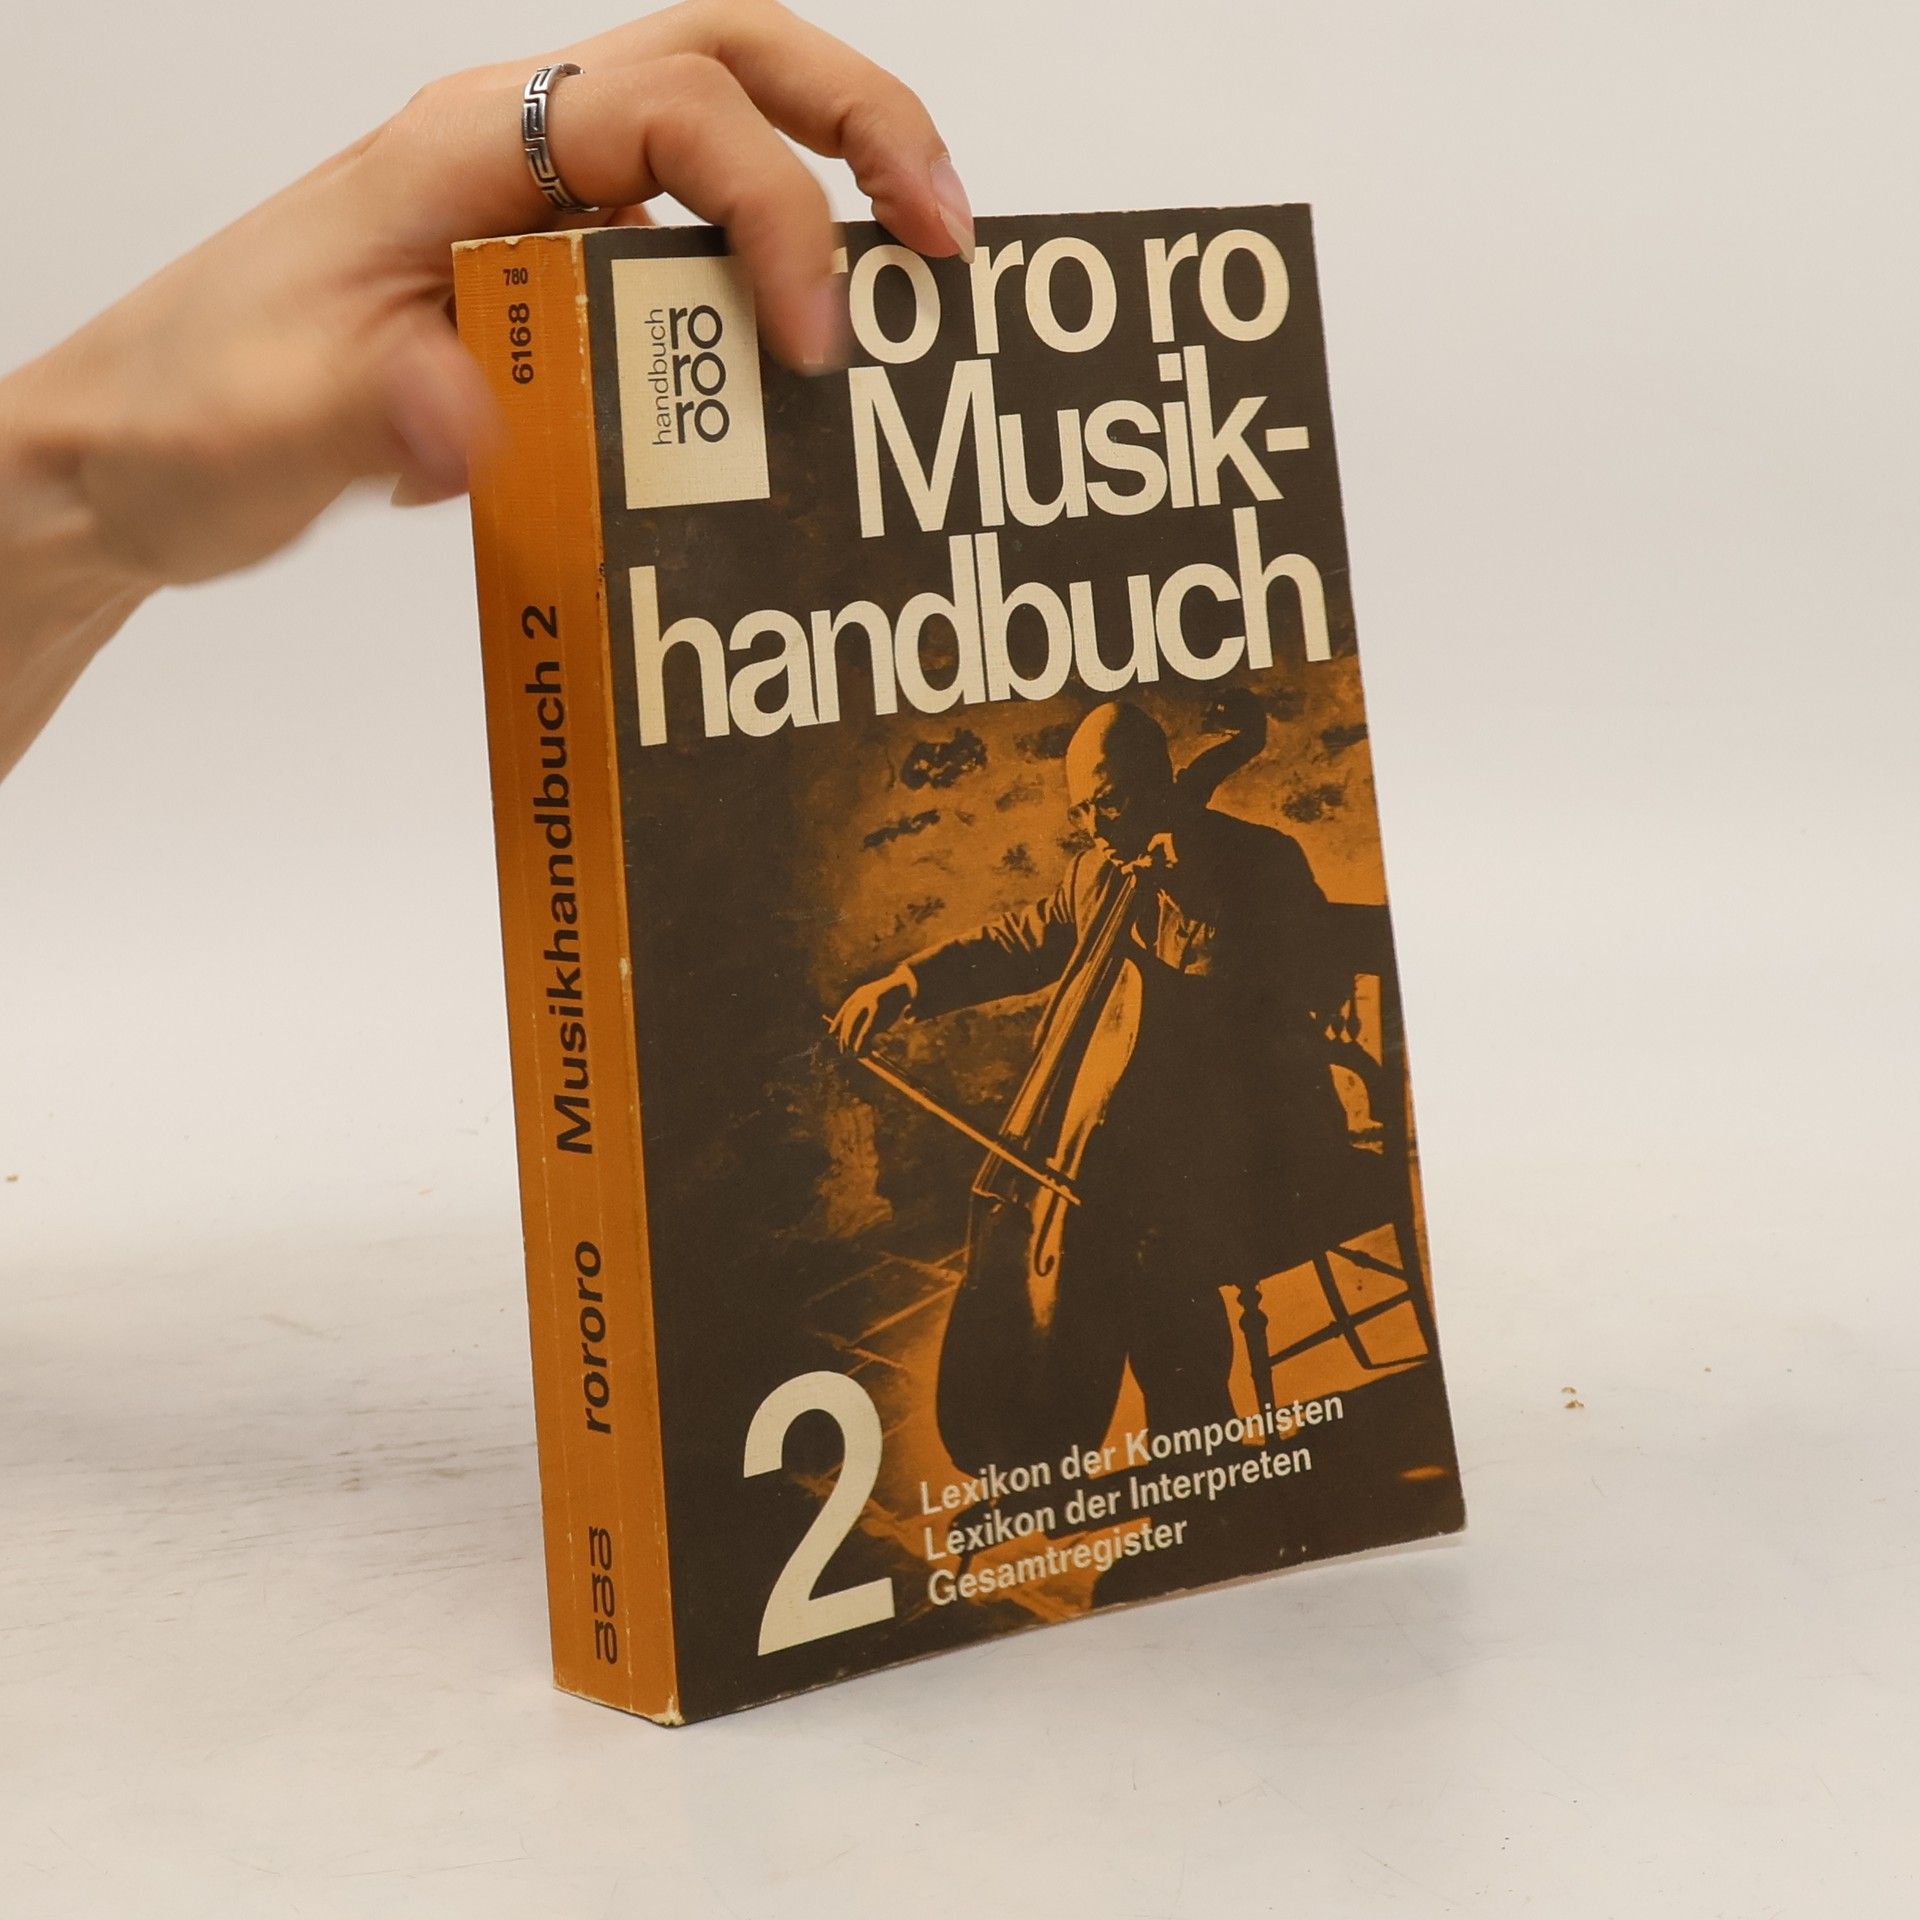 780
6168
Musikhandbuch 2
rororo
ro
ro
ro
handbuch
ro
ro
ro
ro ro ro
Musik-
handbuch
2
Lexikon der Komponisten
Lexikon der Interpreten
Gesamtregister